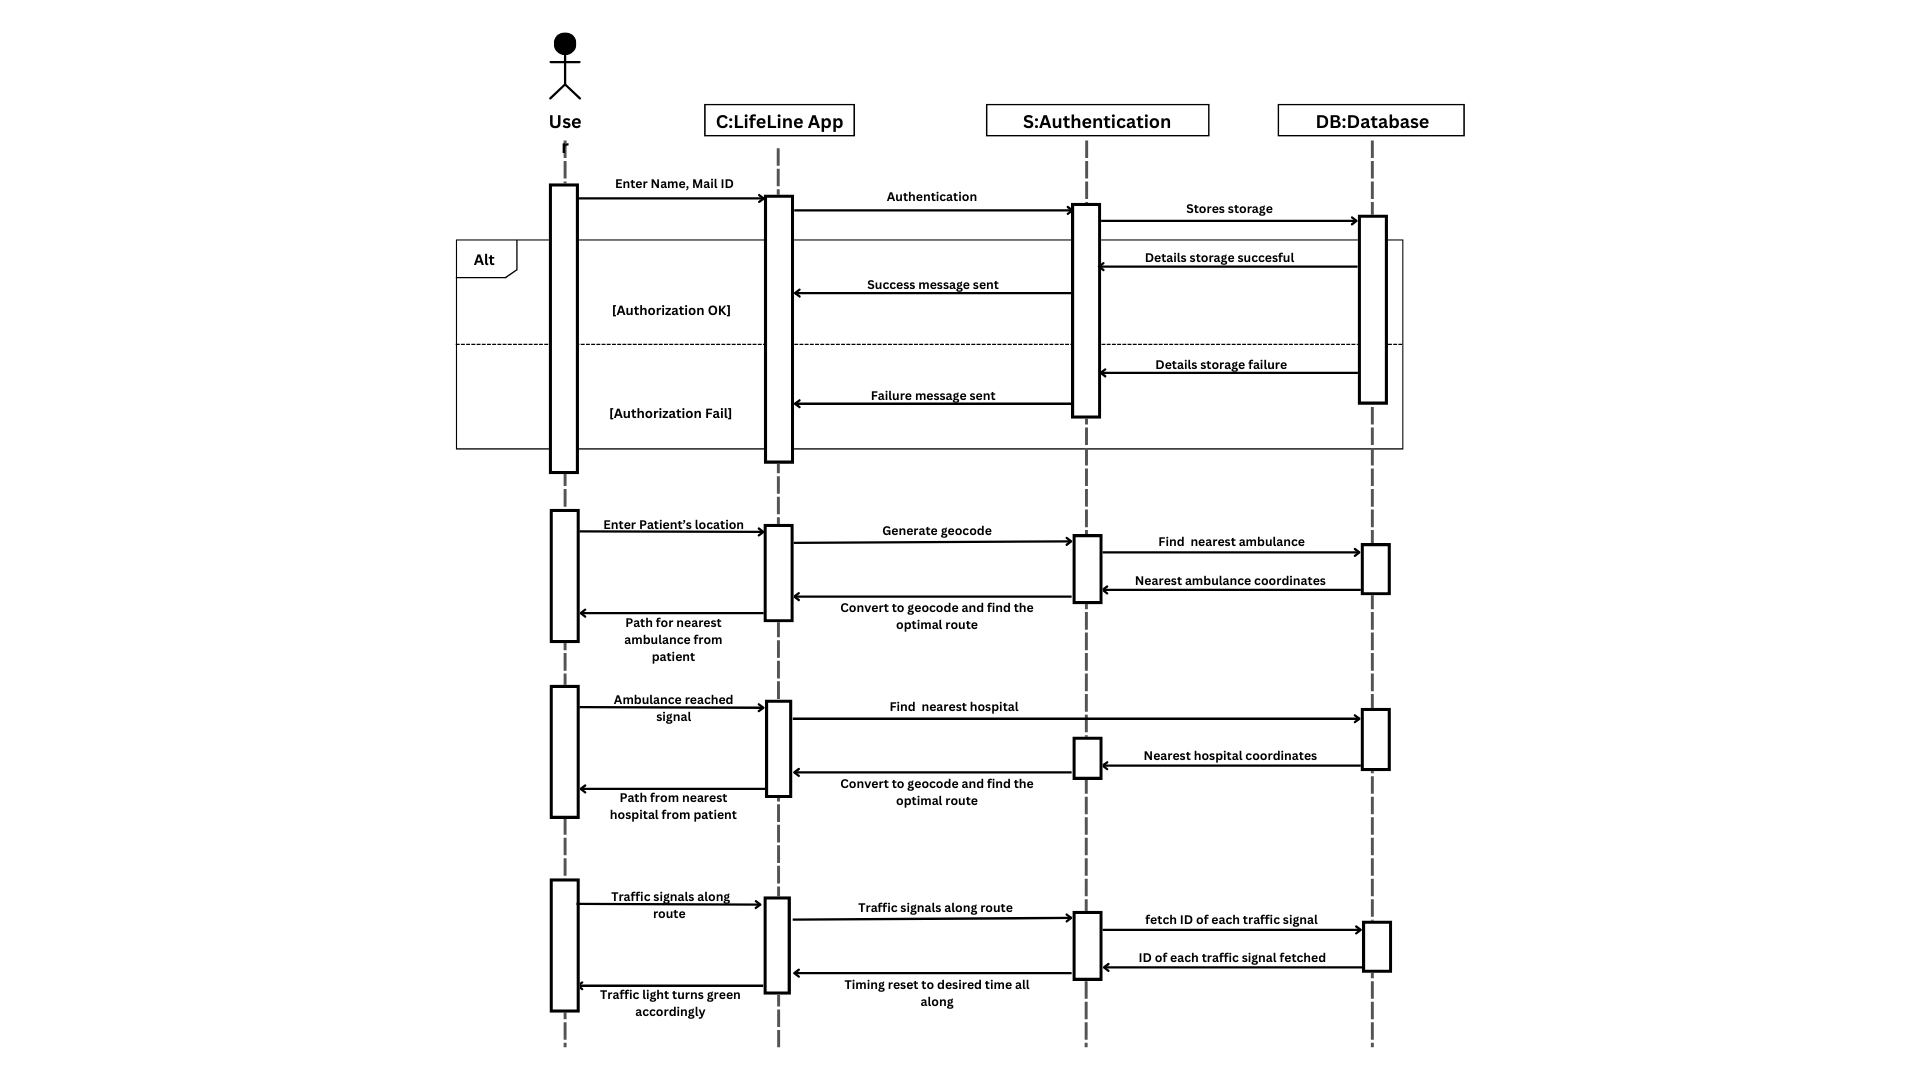 Use
r
C:LifeLine App
S:Authentication
DB:Database
Enter Name, Mail ID
Authentication
Stores storage
Alt
Details storage succesful
Success message sent
[Authorization OK]
Details storage failure
Failure message sent
[Authorization Fail]
Enter Patient’s location
Generate geocode
Find  nearest ambulance
Nearest ambulance coordinates
Convert to geocode and find the
optimal route
Path for nearest
ambulance from
patient
Ambulance reached
signal
Find  nearest hospital
Nearest hospital coordinates
Convert to geocode and find the
optimal route
Path from nearest
hospital from patient
Traffic signals along
route
Traffic signals along route
fetch ID of each traffic signal
ID of each traffic signal fetched
Timing reset to desired time all
along
Traffic light turns green
accordingly